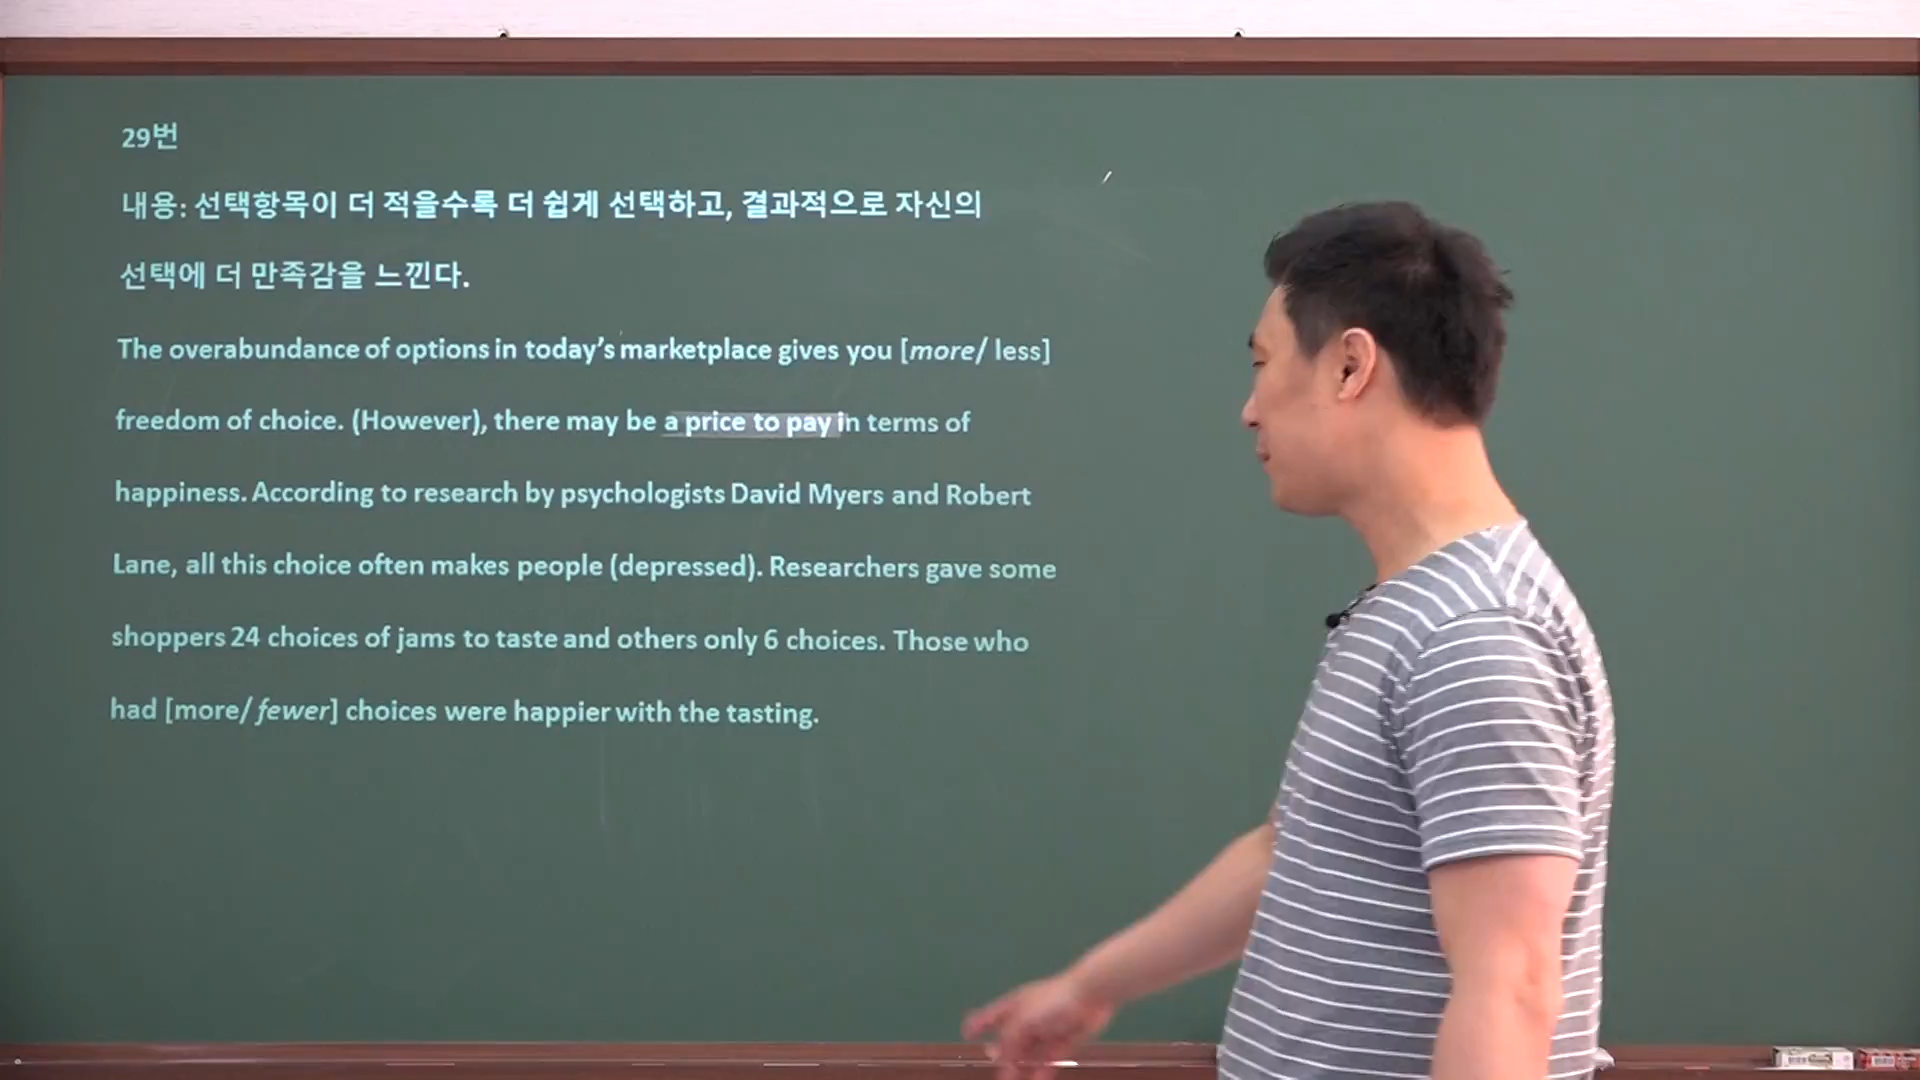 29번
내용: 선택항목이 더 적을수록 더 쉽게 선택하고, 결과적으로 자신의
선택에 더 만족감을 느낀다.
The overabundance of options in today's marketplace gives you [more/ less]
freedom of choice. (However), there may be a price to pay in terms of
happiness. According to research by psychologists David Myers and Robert
Lane, all this choice often makes people (depressed). Researchers gave some
shoppers 24 choices of jams to taste and others only 6 choices. Those who
had [more/ fewer] choices were happier with the tasting.